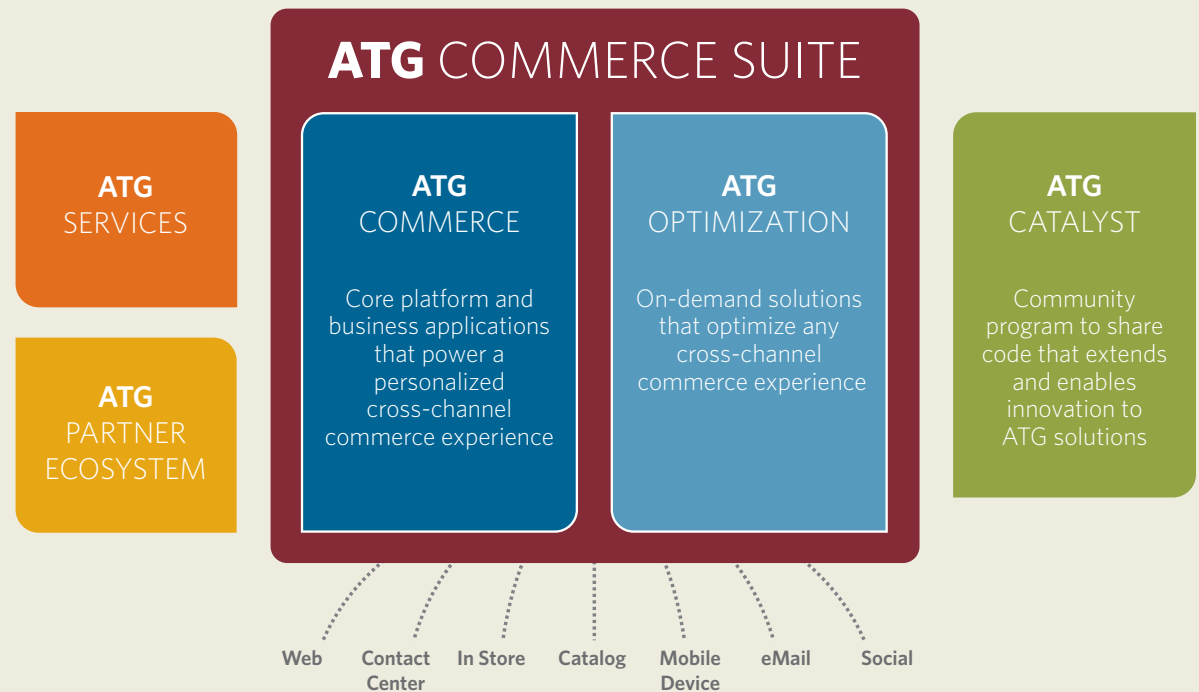 ATG COMMERCE SUITE
ATG
SERVICES
ATG
PARTNER
ECOSYSTEM
ATG
COMMERCE
Core platform and
business applications
that power a
personalized
cross-channel
commerce experience
ATG
OPTIMIZATION
On-demand solutions
that optimize any
cross-channel
commerce experience
ATG
CATALYST
Community
program to share
code that extends
and enables
innovation to
ATG solutions
Web
Contact
Center
In Store
Catalog
Mobile
Device
eMail
Social